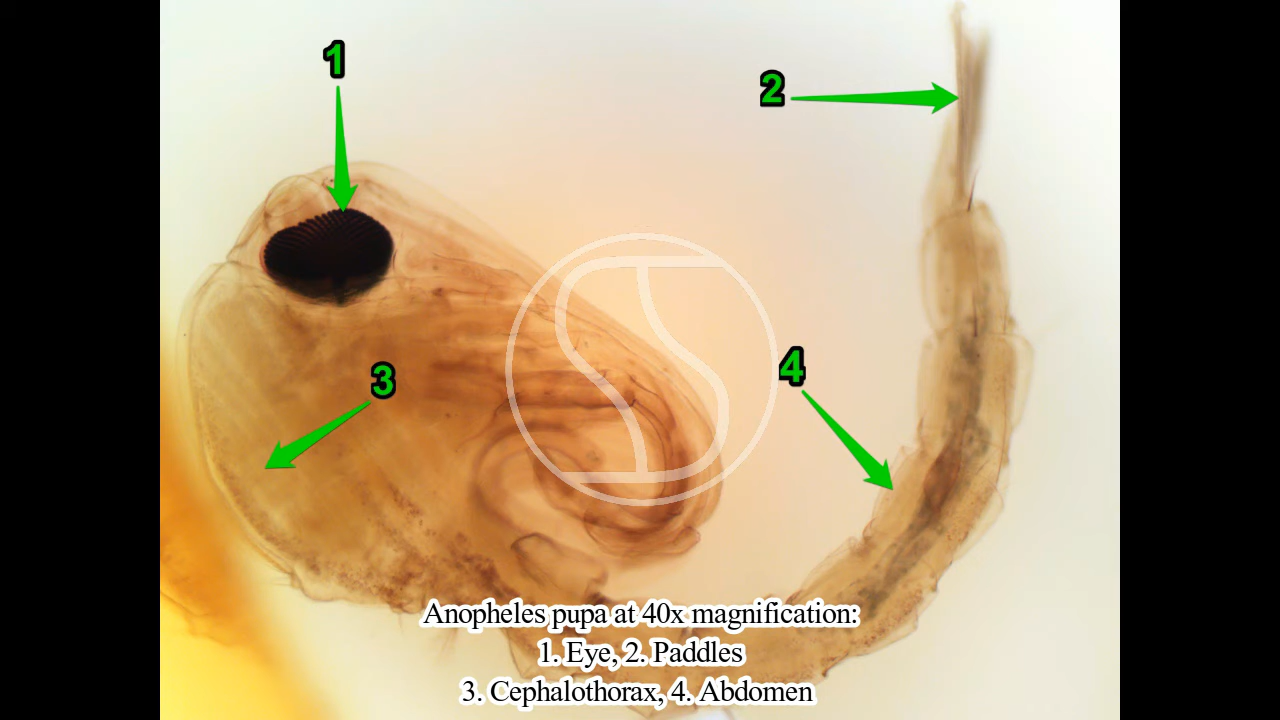 1
2
3
4
Anopheles pupa at 40x magnification:
1. Eye, 2. Paddles
3. Cephalothorax, 4. Abdomen